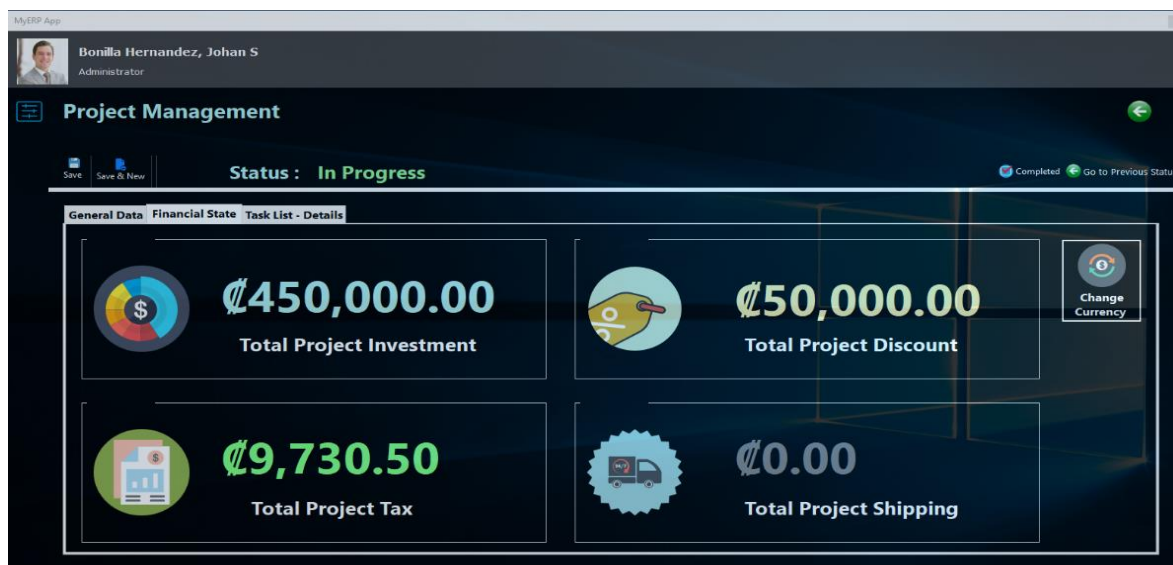 MyERP App
Bonilla Hernandez, Johan S
Administrator
Project Management
Save
Save & New
Status : In Progress
Completed
Go to Previous Statu
General Data
Financial State
Task List - Details
₡450,000.00
Total Project Investment
₡50,000.00
Total Project Discount
Change
Currency
₡9,730.50
Total Project Tax
₡0.00
Total Project Shipping